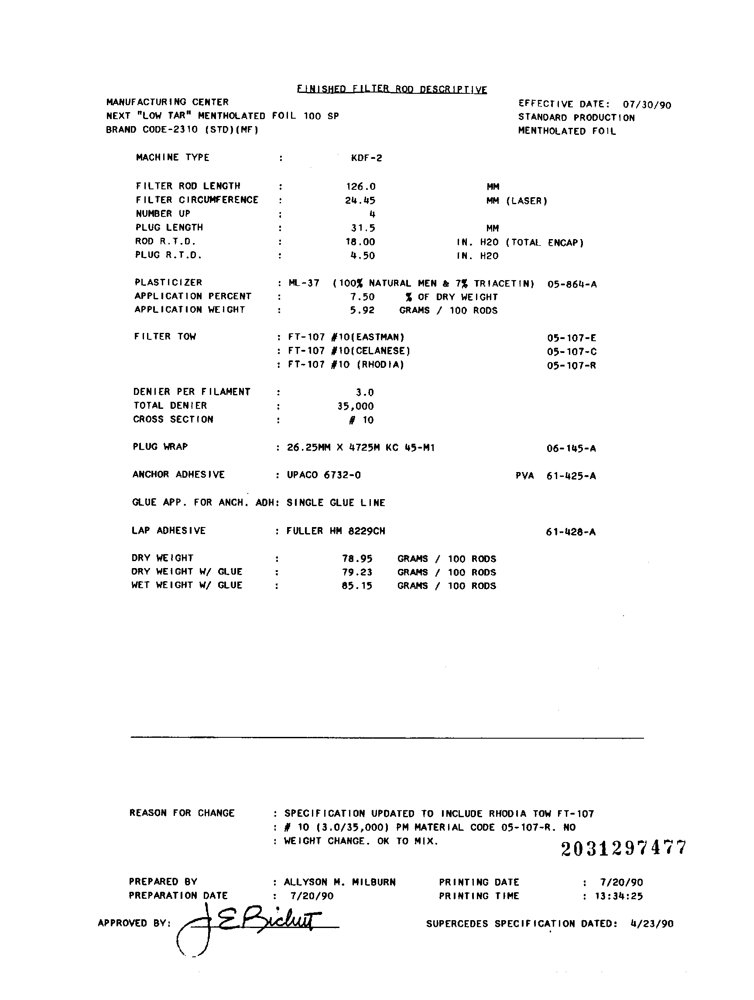 FINISHED FILTER ROD DESCRIPTIVE
MANUFACTURING CENTER EFFECTIVE DATE: 07/30/90
NEXT "LOW TAR" MENTHOLATED FOIL 100 SP STANDARD PRODUCTION
BRAND CODE-2310 (STD)(MF) MENTHOLATED FOIL
MACHINE TYPE : KDF-2
FILTER ROD LENGTH : 126.0 MM
FILTER CIRCUMFERENCE : 24.45 MM (LASER)
NUMBER UP : 4
PLUG LENGTH : 31.5 MM
ROD R.T.D. : 18.00 IN. H2O (TOTAL ENCAP)
PLUG R.T.D. : 4.50 IN. H2O
PLASTICIZER : ML-37 (100% NATURAL MEN & 7% TRIACETIN) 05-864-A
APPLICATION PERCENT : 7.50 % OF DRY WEIGHT
APPLICATION WEIGHT : 5.92 GRAMS / 100 RODS
FILTER TOW : FT-107 #10(EASTMAN) 05-107-E
: FT-107 #10(CELANESE) 05-107-C
: FT-107 #10 (RHODIA) 05-107-R
DENIER PER FILAMENT : 3.0
TOTAL DENIER : 35,000
CROSS SECTION : # 10
PLUG WRAP : 26.25MM X 4725M KC 45-M1 06-145-A
ANCHOR ADHESIVE : UPACO 6732-0 PVA 61-425-A
GLUE APP. FOR ANCH. ADH: SINGLE GLUE LINE
LAP ADHESIVE : FULLER HM 8229CH 61-428-A
DRY WEIGHT : 78.95 GRAMS / 100 RODS
DRY WEIGHT W/ GLUE : 79.23 GRAMS / 100 RODS
WET WEIGHT W/ GLUE : 85.15 GRAMS / 100 RODS
REASON FOR CHANGE : SPECIFICATION UPDATED TO INCLUDE RHODIA TOW FT-107
: # 10 (3.0/35,000) PM MATERIAL CODE 05-107-R. NO
: WEIGHT CHANGE. OK TO MIX.
2031297477
PREPARED BY : ALLYSON M. MILBURN PRINTING DATE : 7/20/90
PREPARATION DATE : 7/20/90 PRINTING TIME : 13:34:25
APPROVED BY: SUPERCEDES SPECIFICATION DATED: 4/23/90